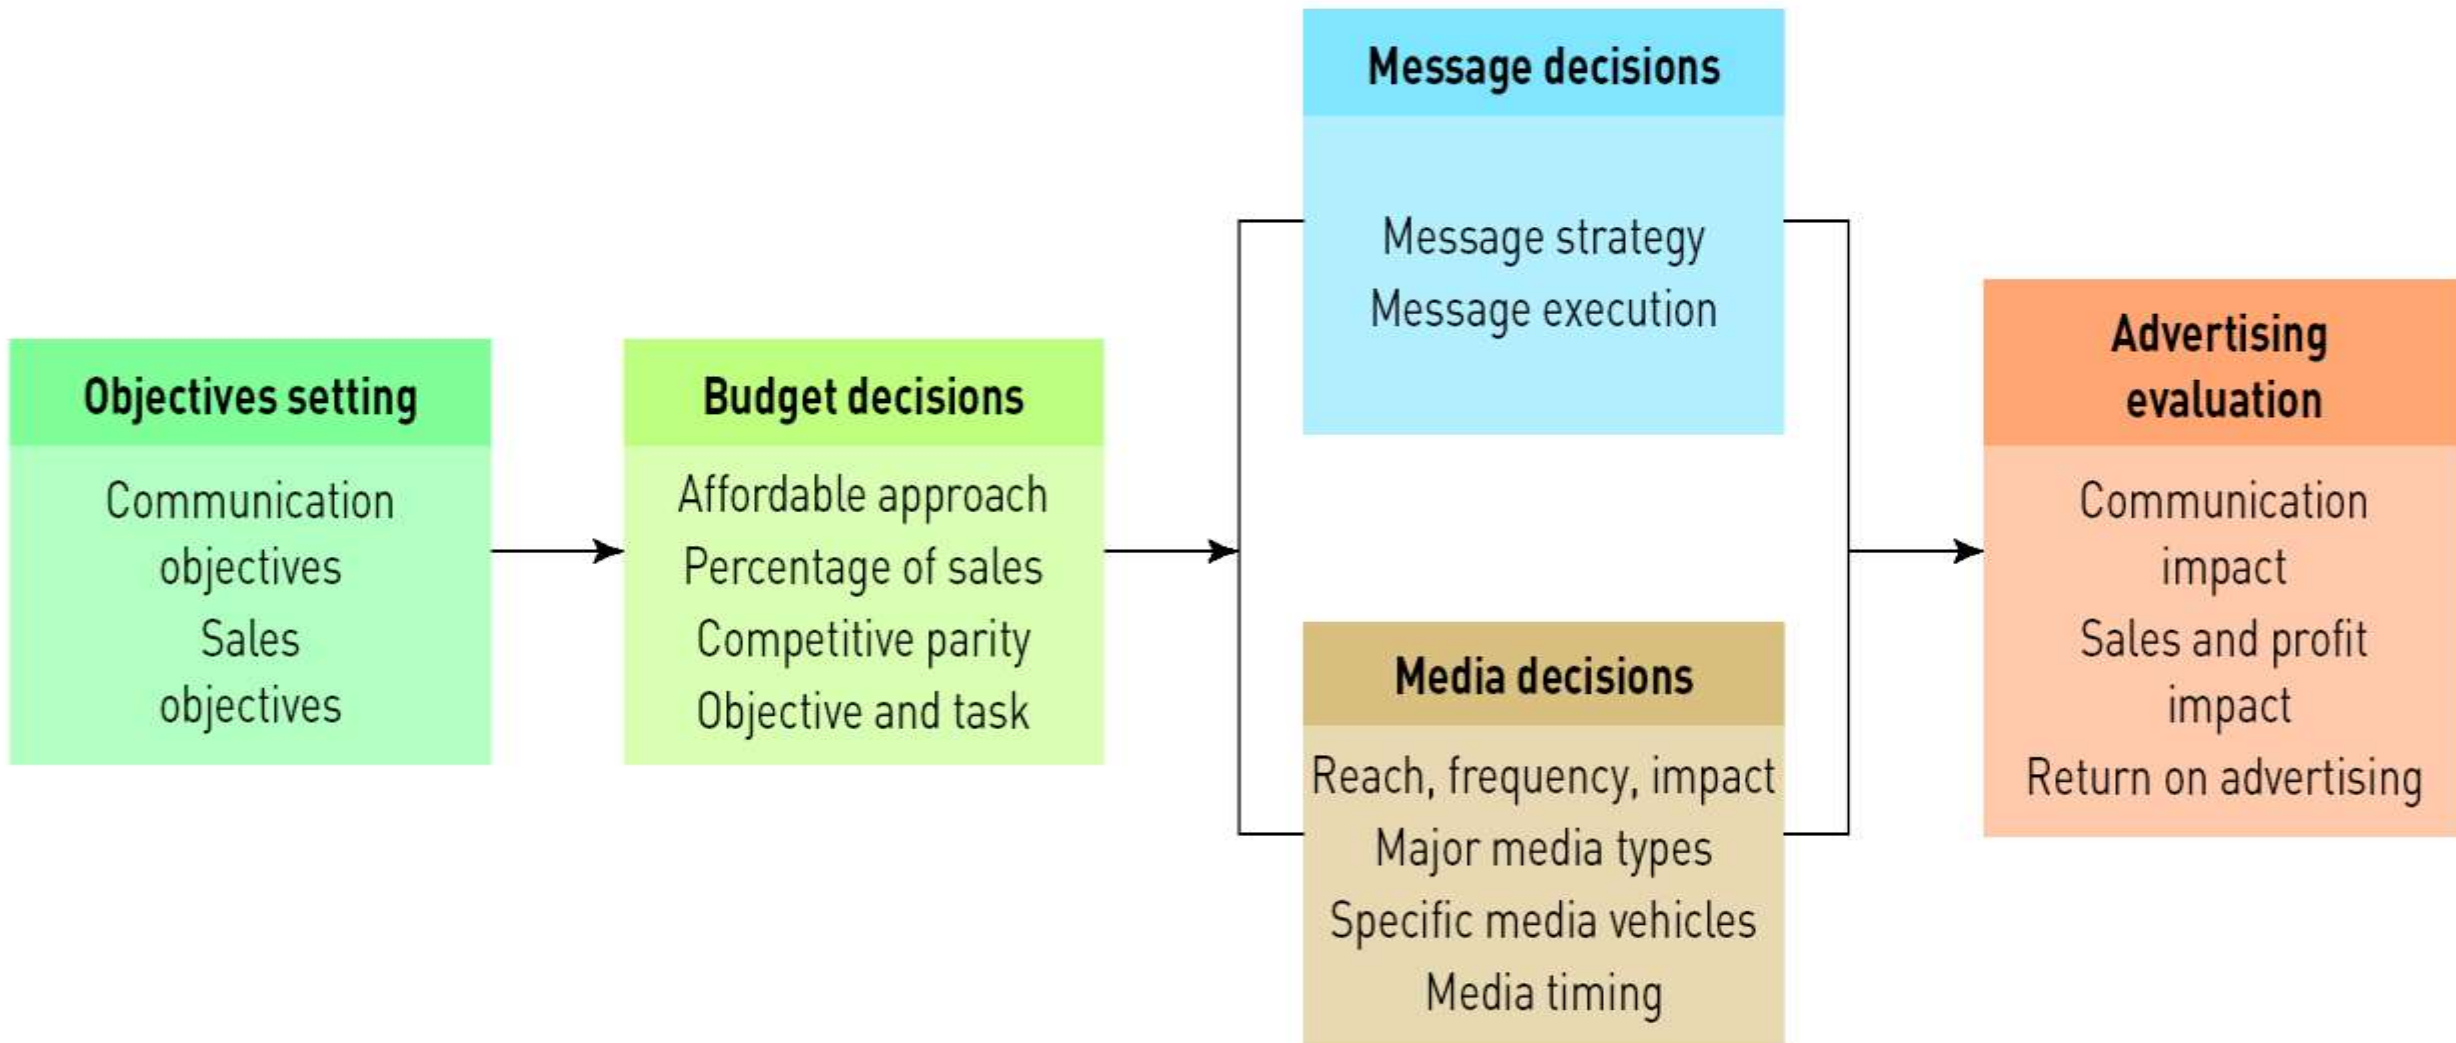 Objectives setting
Communication
objectives
Sales
objectives
Budget decisions
Affordable approach
Percentage of sales
Competitive parity
Objective and task
Message decisions
Message strategy
Message execution
Media decisions
Reach, frequency, impact
Major media types
Specific media vehicles
Media timing
Advertising
evaluation
Communication
impact
Sales and profit
impact
Return on advertising